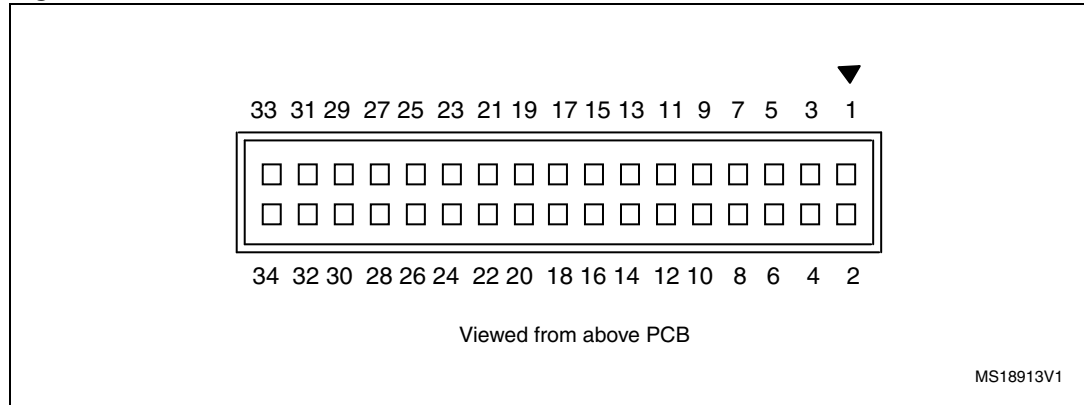 33 31 29 27 25 23 21 19 17 15 13 11 9 7 5 3 1
34 32 30 28 26 24 22 20 18 16 14 12 10 8 6 4 2
Viewed from above PCB
MS18913V1